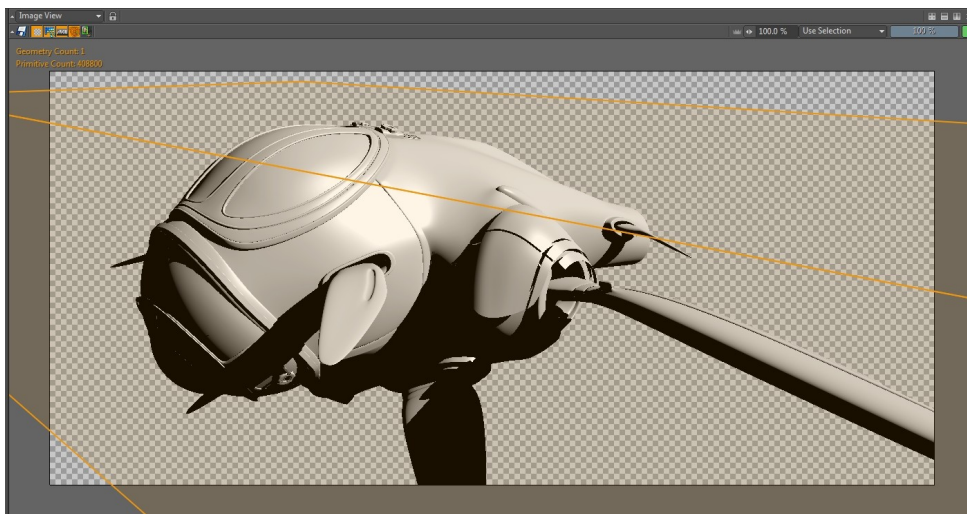 Image View
100.0 % Use Selection 100 %
Geometry Count: 1
Primitive Count: 408800